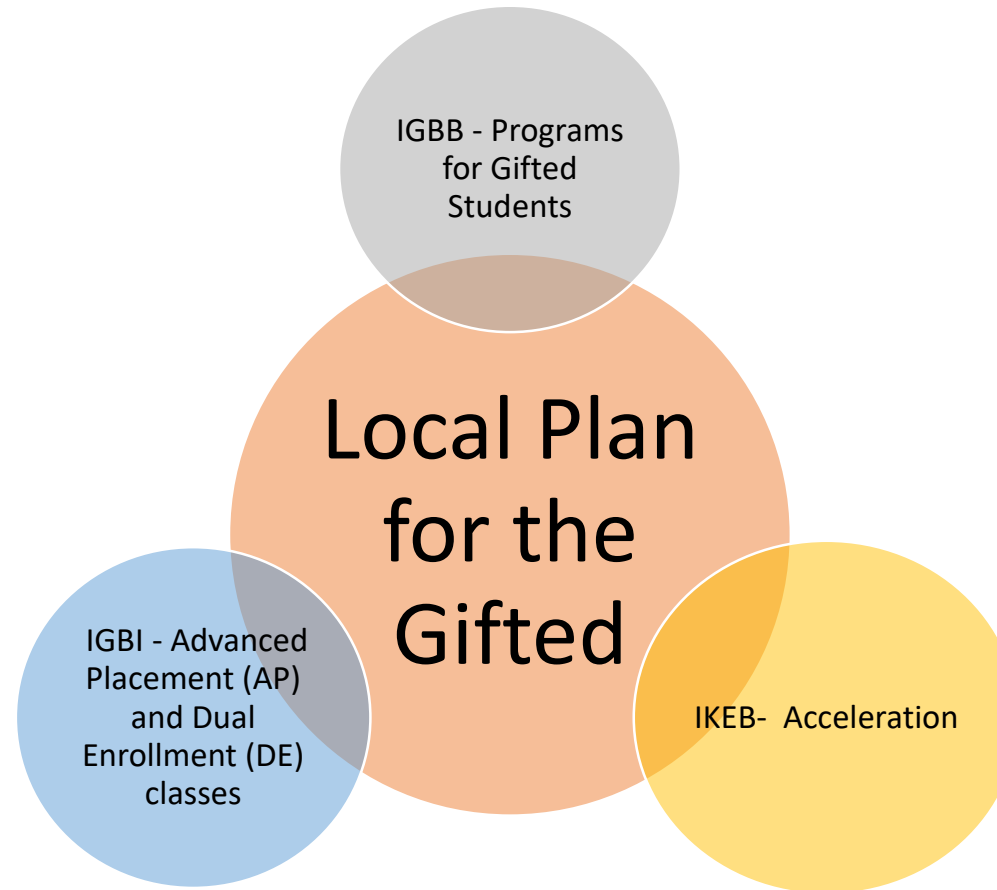 IGBB - Programs
for Gifted
Students
Local Plan
for the
Gifted
IGBI - Advanced
Placement (AP)
and Dual
Enrollment (DE)
classes
IKEB-  Acceleration